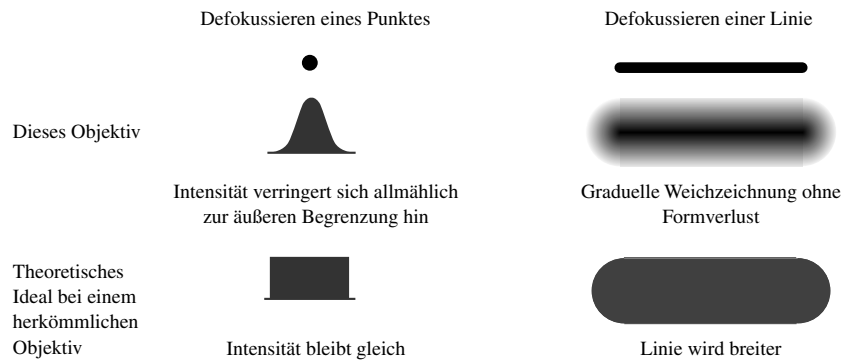 Defokussieren eines Punktes
Defokussieren einer Linie
Dieses Objektiv
Intensität verringert sich allmählich
zur äußeren Begrenzung hin
Graduelle Weichzeichnung ohne
Formverlust
Theoretisches
Ideal bei einem
herkömmlichen
Objektiv
Intensität bleibt gleich
Linie wird breiter